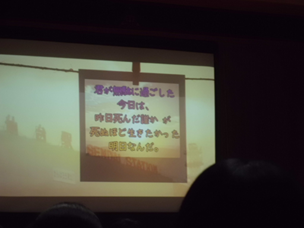 君が無駄に過ごした
今日は、
昨日死んだ誰か が
死ぬほど生きたかった
明日なんだ。